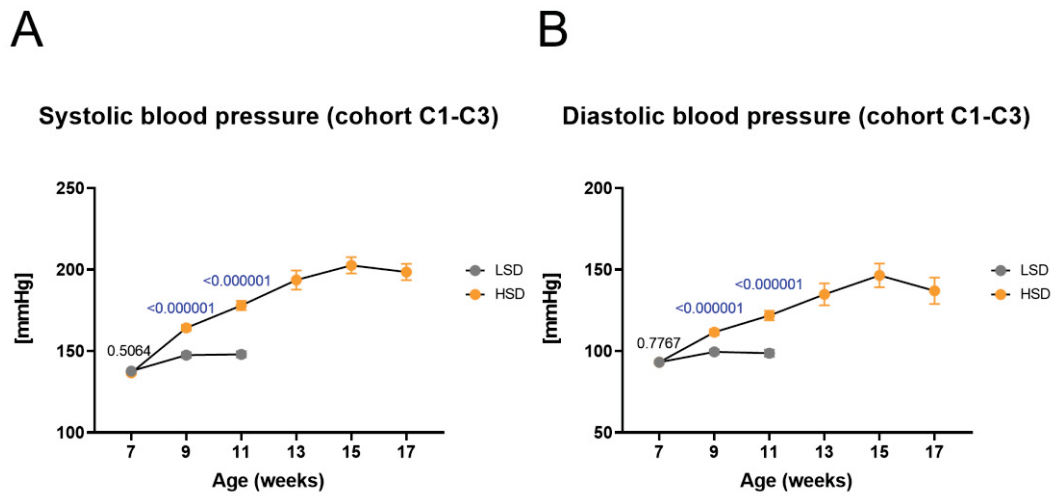 A
Systolic blood pressure (cohort C1-C3)
250
200
150
100
[mmHg]
<0.000001
<0.000001
0.5064
LSD
HSD
7 9 11 13 15 17
Age (weeks)
B
Diastolic blood pressure (cohort C1-C3)
200
150
100
50
[mmHg]
<0.000001
<0.000001
0.7767
LSD
HSD
7 9 11 13 15 17
Age (weeks)